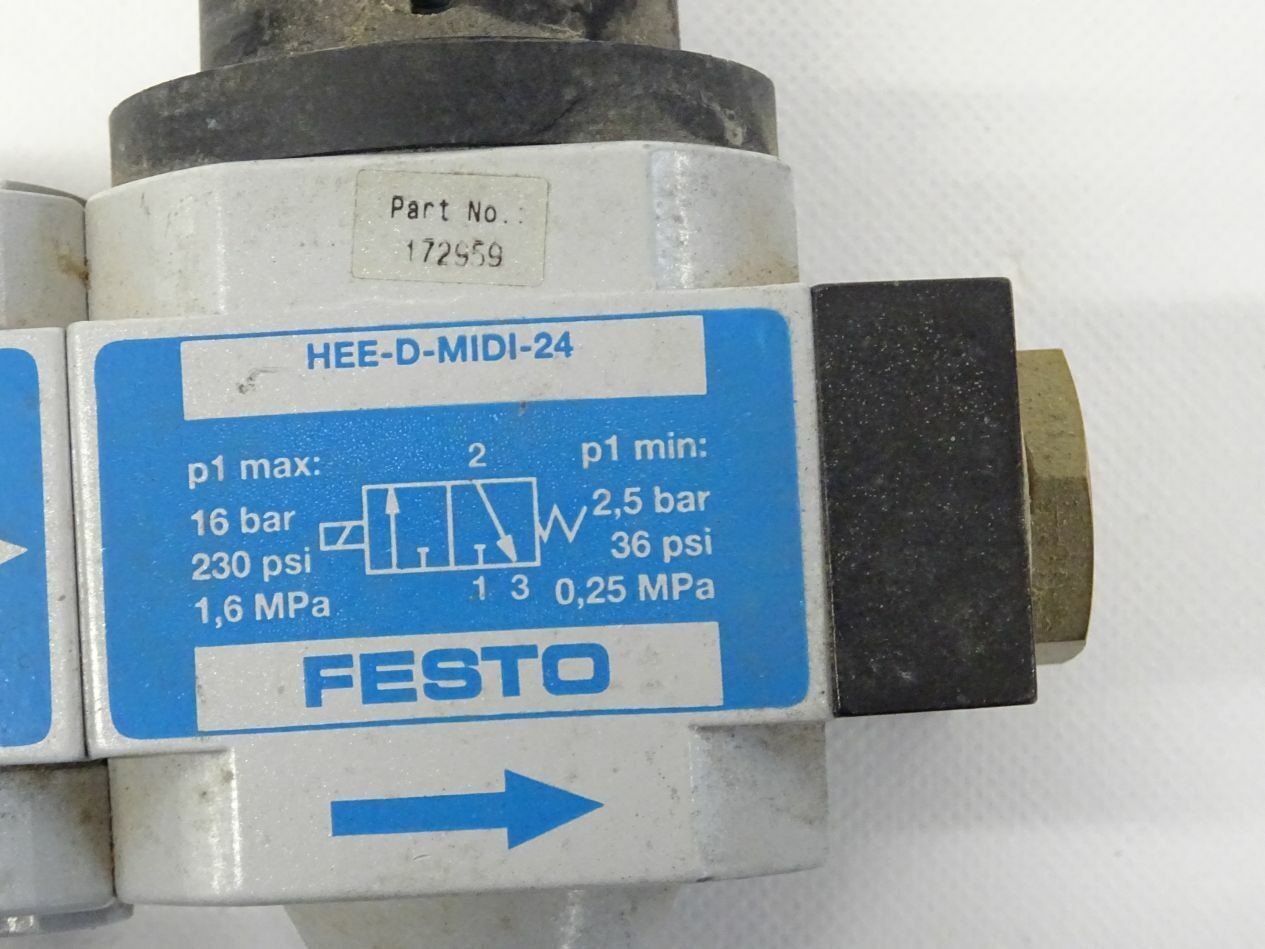 Part No.:
172959
HEE-D-MIDI-24
p1 max:
16 bar
230 psi
1,6 MPa
2
1 3
p1 min:
2,5 bar
36 psi
0,25 MPa
FESTO